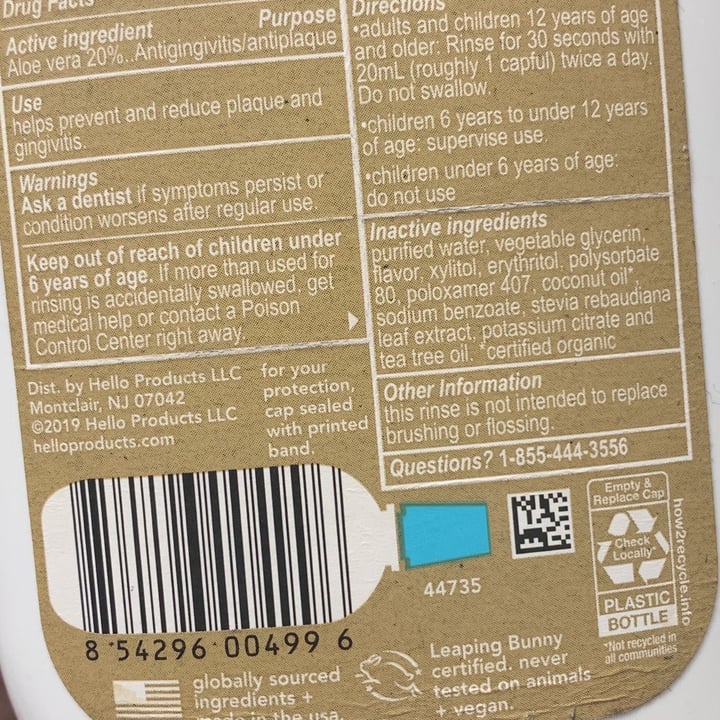 Drug Facts
Active ingredient Purpose
Aloe vera 20%..Antigingivitis/antiplaque
Use
helps prevent and reduce plaque and
gingivitis.
Warnings
Ask a dentist if symptoms persist or
condition worsens after regular use.
Keep out of reach of children under
6 years of age. If more than used for
rinsing is accidentally swallowed, get
medical help or contact a Poison
Control Center right away.
Directions
•adults and children 12 years of age
and older: Rinse for 30 seconds with
20mL (roughly 1 capful) twice a day.
Do not swallow.
•children 6 years to under 12 years
of age: supervise use.
•children under 6 years of age:
do not use
Inactive ingredients
purified water, vegetable glycerin,
flavor, xylitol, erythritol, polysorbate
80, poloxamer 407, coconut oil*,
sodium benzoate, stevia rebaudiana
leaf extract, potassium citrate and
tea tree oil. *certified organic
Other Information
this rinse is not intended to replace
brushing or flossing.
Questions? 1-855-444-3556
Dist. by Hello Products LLC
Montclair, NJ 07042
©2019 Hello Products LLC
helloproducts.com
for your
protection,
cap sealed
with printed
band.
8 54296 00499 6
44735
Empty &
Replace Cap
Check
Locally*
PLASTIC
BOTTLE
*Not recycled in
all communities
how2recycle.info
globally sourced
ingredients +
made in the usa.
Leaping Bunny
certified. never
tested on animals
+ vegan.